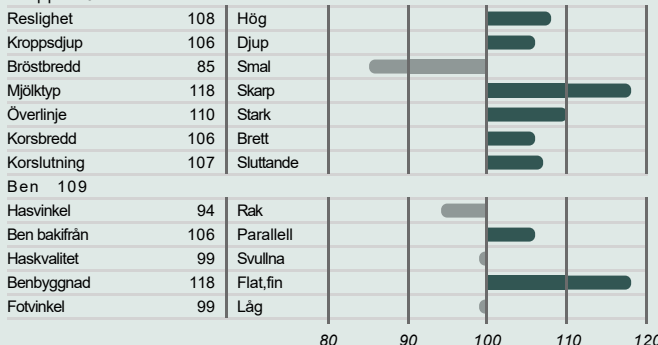 Reslighet 108 Hög
Kroppsdjup 106 Djup
Bröstbredd 85 Smal
Mjölktyp 118 Skarp
Överlinje 110 Stark
Korsbredd 106 Brett
Korslutning 107 Sluttande
Ben 109
Hasvinkel 94 Rak
Ben bakifrån 106 Parallell
Haskvalitet 99 Svullna
Benbyggnad 118 Flat,fin
Fotvinkel 99 Låg
80 90 100 110 120